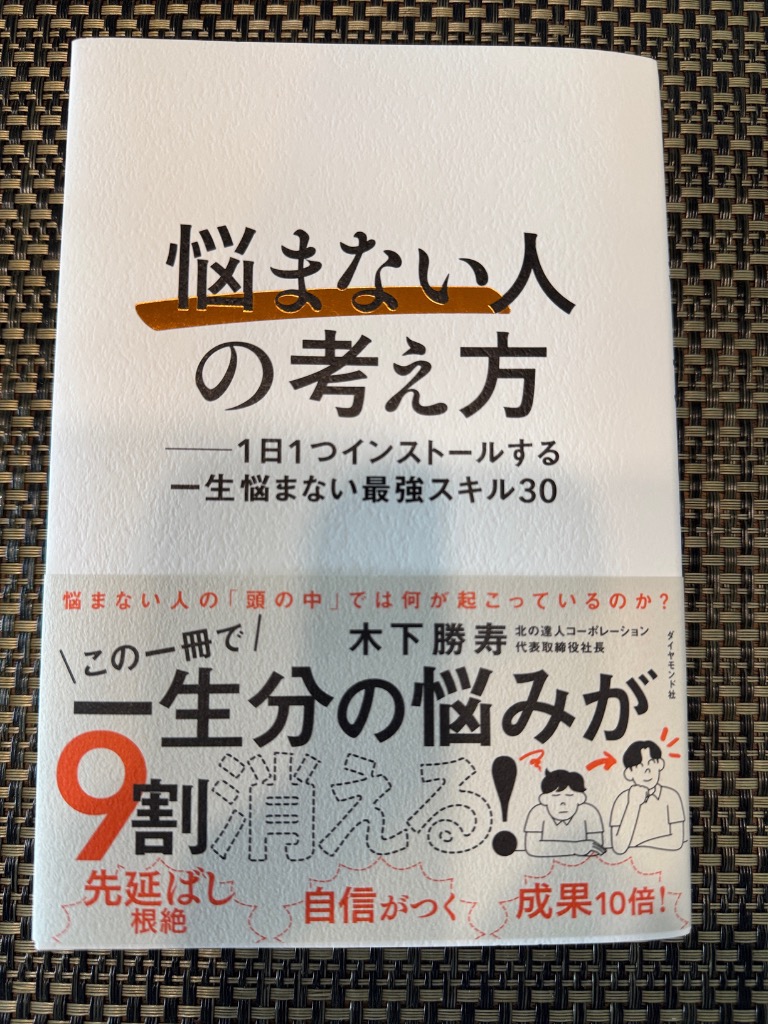 悩まない人
の考え方
——1日1つインストールする
一生悩まない最強スキル30
悩まない人の「頭の中」では何が起こっているのか?
\この一冊で/
木下勝寿
北の達人コーポレーション
代表取締役社長
ダイヤモンド社
一生分の悩みが
9割消える!
先延ばし
根絶
自信がつく
成果10倍!